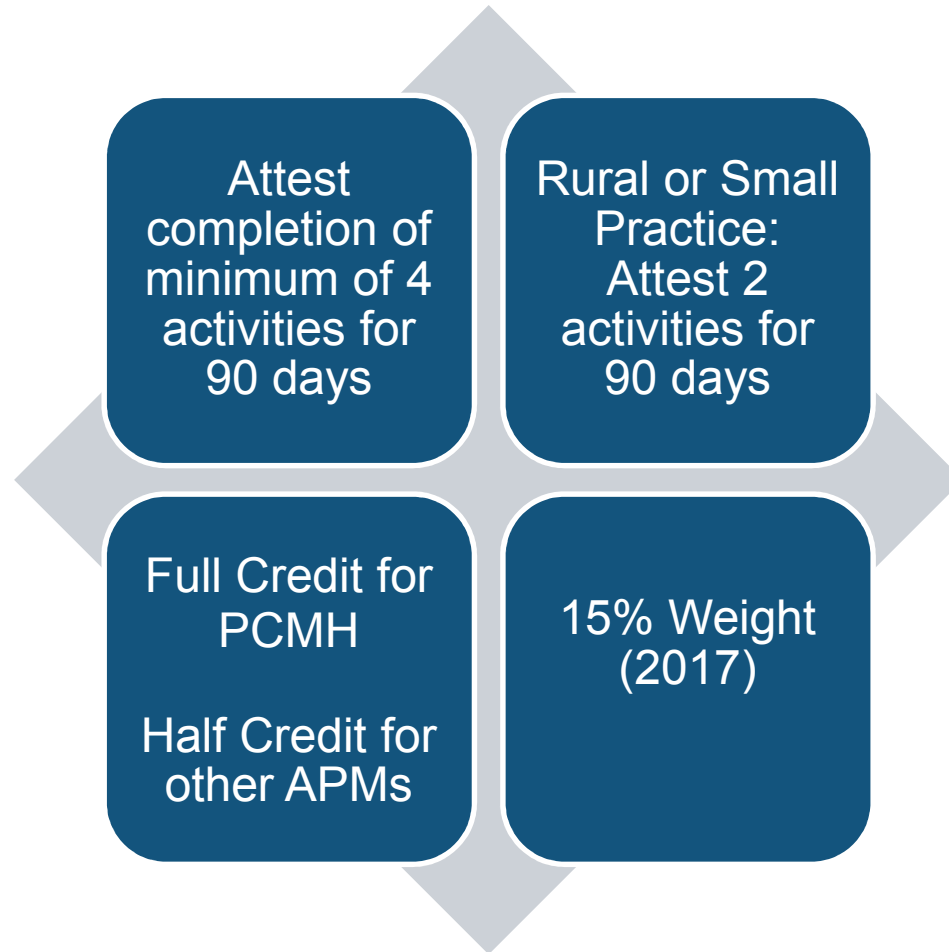 Attest
completion of
minimum of 4
activities for
90 days
Rural or Small
Practice:
Attest 2
activities for
90 days
Full Credit for
PCMH
Half Credit for
other APMs
15% Weight
(2017)